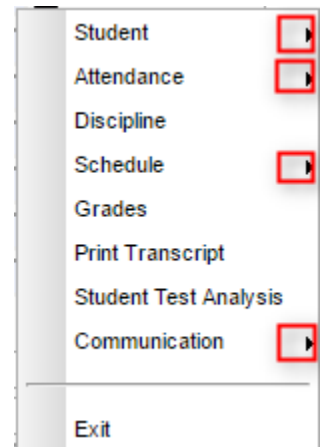 Student
Attendance
Discipline
Schedule
Grades
Print Transcript
Student Test Analysis
Communication
Exit